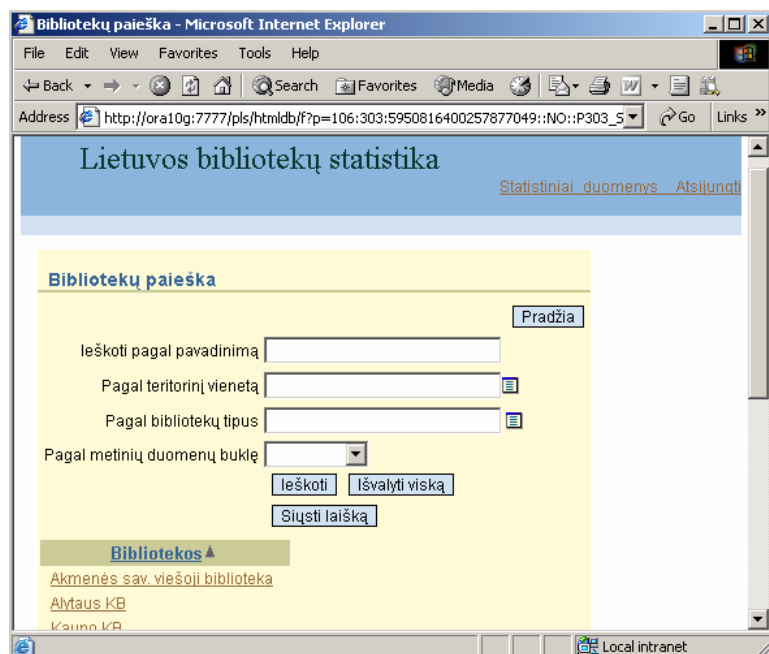 Bibliotekų paieška - Microsoft Internet Explorer
File Edit View Favorites Tools Help
Back Search Favorites Media
Address http://ora10g:7777/pls/htmldb/f?p=106:303:5950816400257877049::NO::P303_S Go Links »
Lietuvos bibliotekų statistika
Statistiniai duomenys Atsijungti
Bibliotekų paieška
Pradžia
Ieškoti pagal pavadinimą
Pagal teritorinį vienetą
Pagal bibliotekų tipus
Pagal metinių duomenų buklę
Ieškoti Išvalyti viską
Siųsti laišką
Bibliotekos
Akmenės sav. viešoji biblioteka
Alytaus KB
Kauno KB
Local intranet